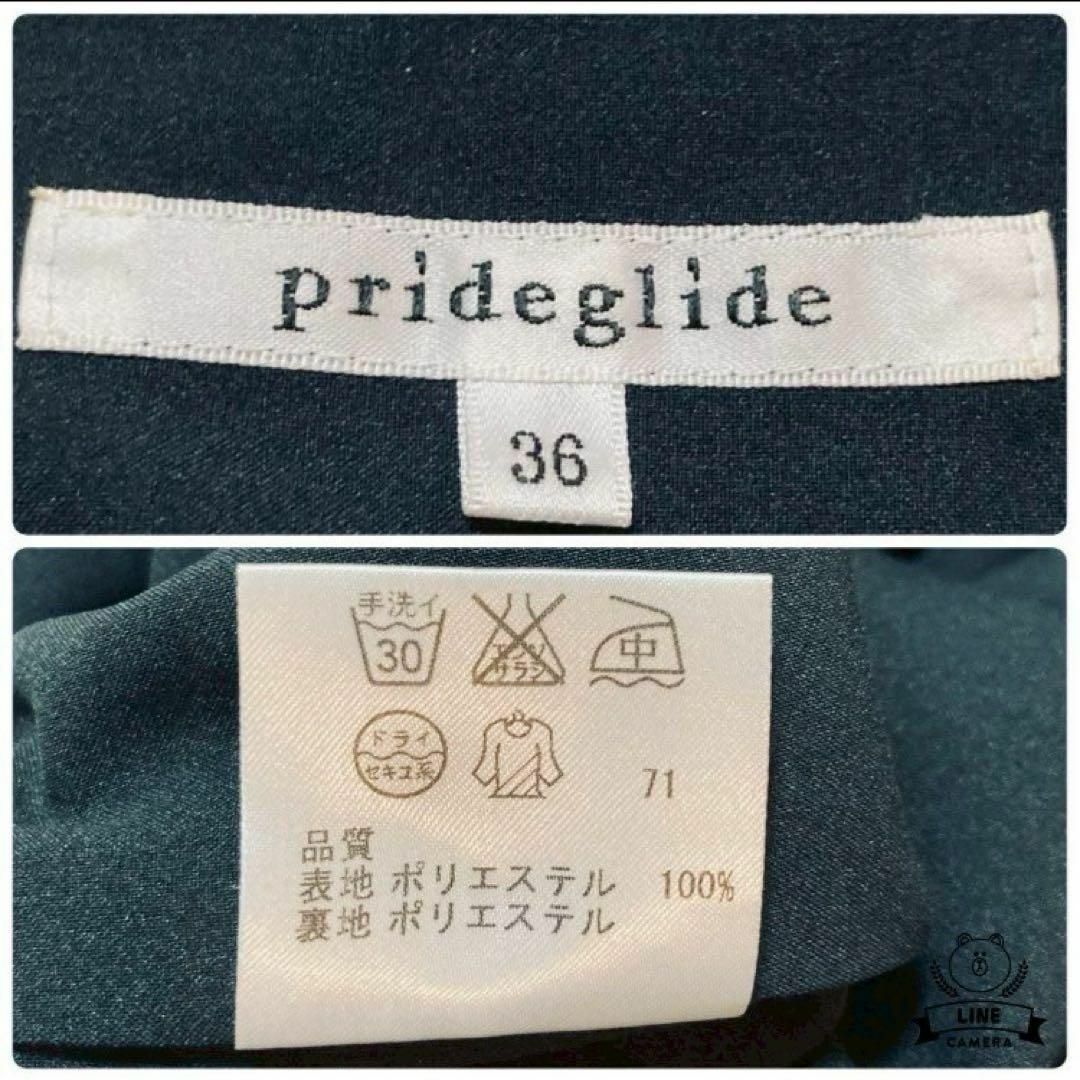 prideglide
36
手洗イ
30
エンソ
サラシ
中
ドライ
セキユ系
71
品質
表地 ポリエステル 100%
裏地 ポリエステル
LINE
CAMERA